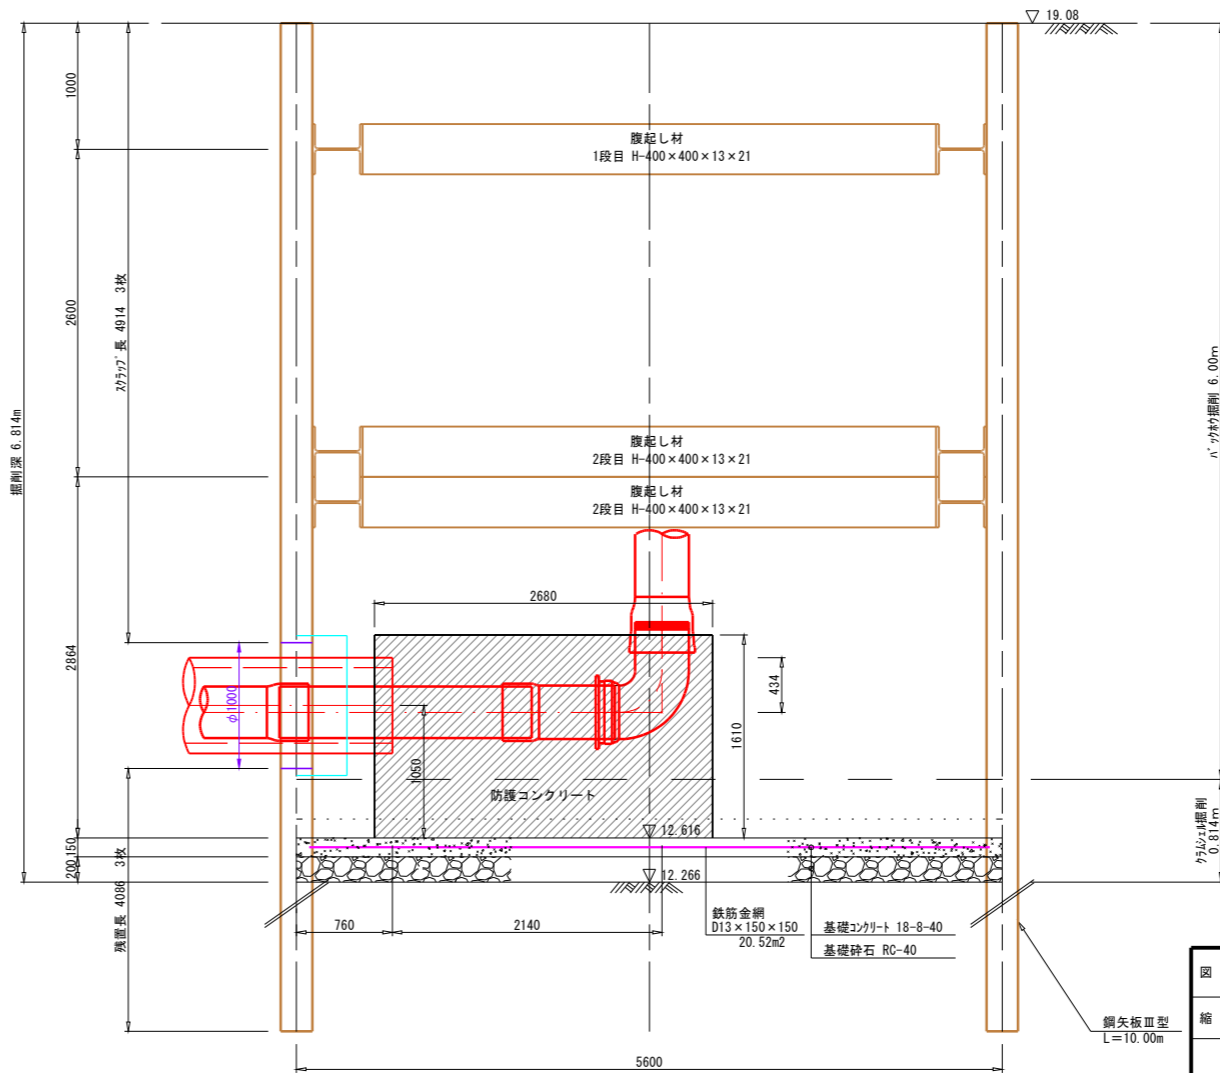 19.08
1000
腹起し材
1段目 H-400×400×13×21
2600
スクラップ長 4914 3枚
掘削深 6.814m
バックホウ掘削 6.00m
腹起し材
2段目 H-400×400×13×21
腹起し材
2段目 H-400×400×13×21
2680
2864
φ1000
434
1610
1050
防護コンクリート
12.616
クラムシェル掘削
0.814m
150
200
12.266
残置長 4086 3枚
760
2140
鉄筋金網
D13×150×150
20.52m2
基礎コンクリート 18-8-40
基礎砕石 RC-40
図
縮
鋼矢板Ⅲ型
L=10.00m
5600